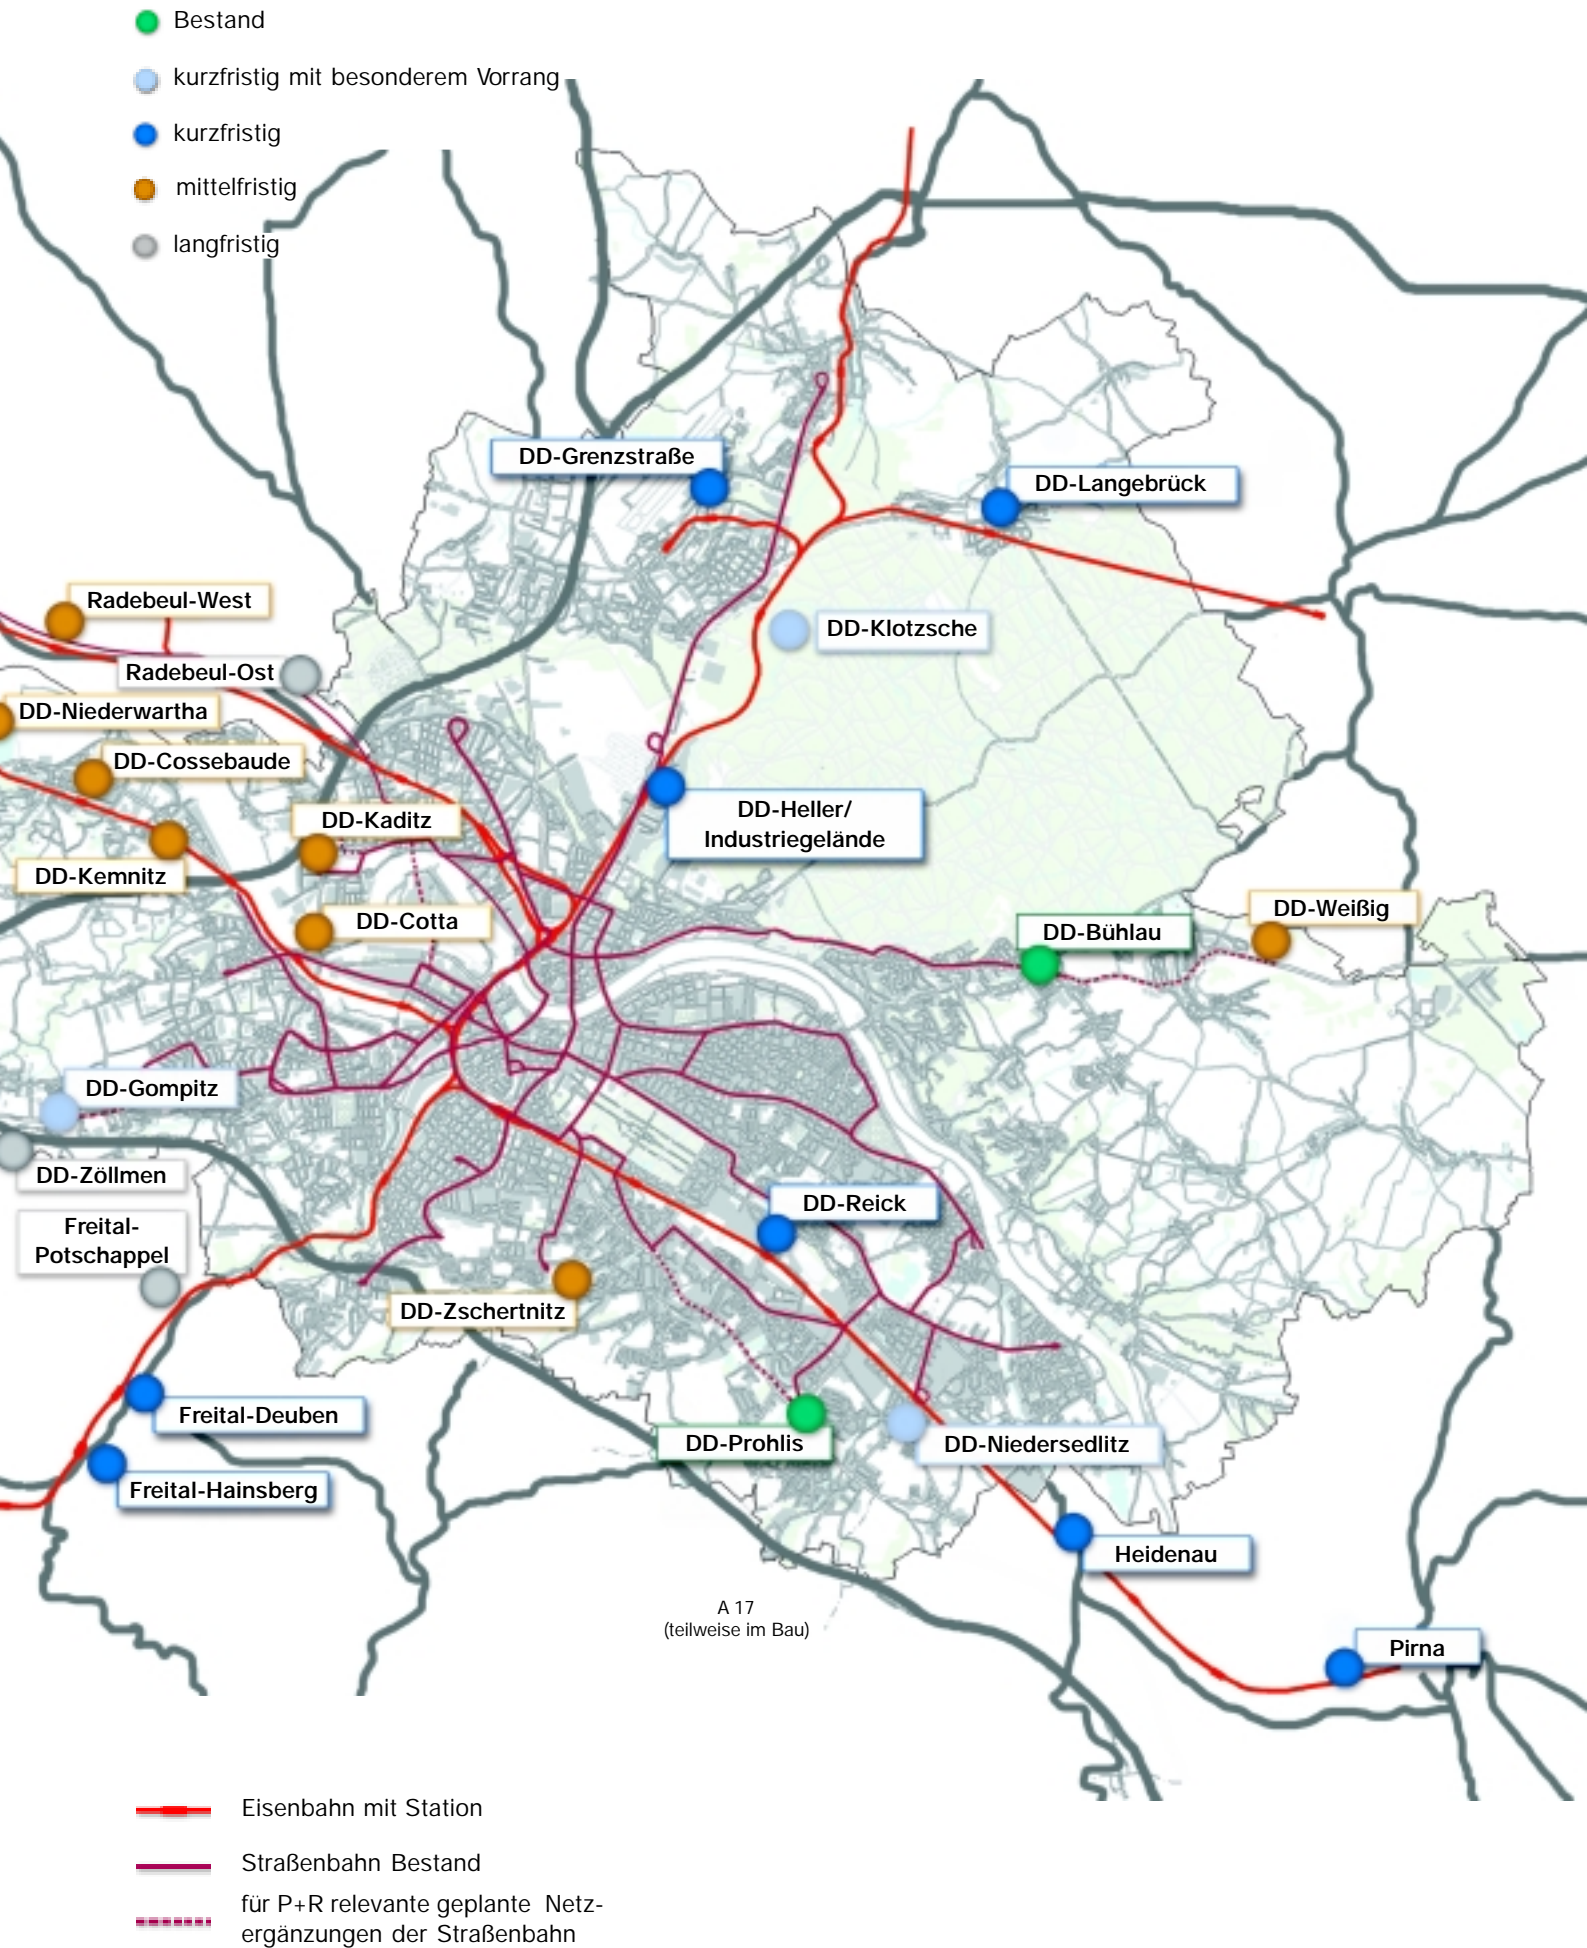 Bestand
kurzfristig mit besonderem Vorrang
kurzfristig
mittelfristig
langfristig
DD-Grenzstraße
DD-Langebrück
Radebeul-West
DD-Klotzsche
Radebeul-Ost
DD-Niederwartha
DD-Cossebaude
DD-Kaditz
DD-Heller/
Industriegelände
DD-Kemnitz
DD-Cotta
DD-Weißig
DD-Bühlau
DD-Gompitz
DD-Zöllmen
DD-Reick
Freital-
Potschappel
DD-Zschertnitz
Freital-Deuben
DD-Prohlis
DD-Niedersedlitz
Freital-Hainsberg
Heidenau
A 17
(teilweise im Bau)
Pirna
Eisenbahn mit Station
Straßenbahn Bestand
für P+R relevante geplante Netz-
ergänzungen der Straßenbahn